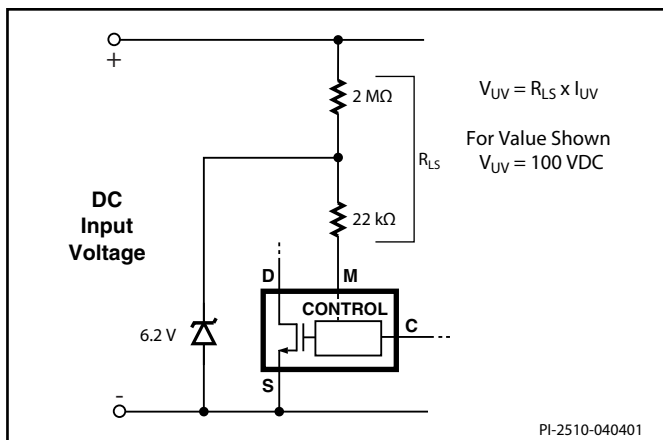 +
2 MΩ
V_UV = R_LS x I_UV
For Value Shown
V_UV = 100 VDC
R_LS
DC
Input
Voltage
22 kΩ
D
M
CONTROL
C
6.2 V
S
-
PI-2510-040401